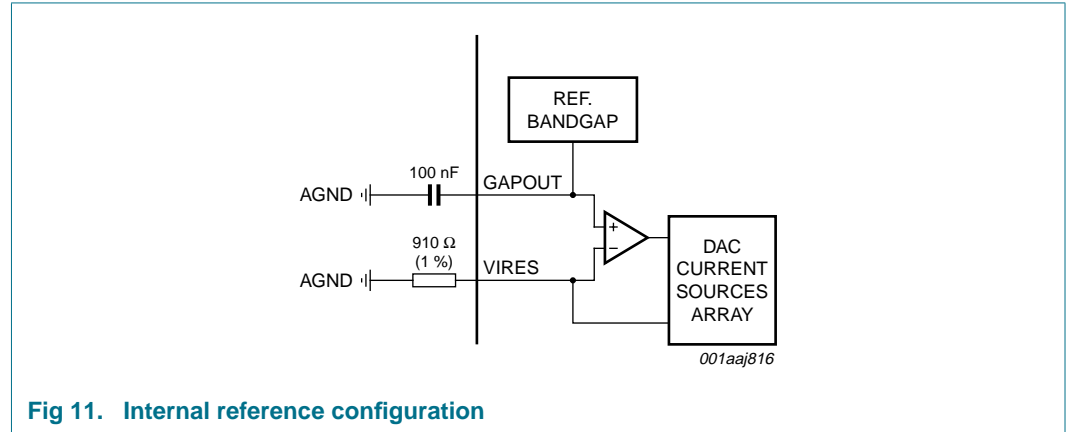 REF.
BANDGAP
100 nF
AGND
GAPOUT
+
−
910 Ω
(1 %)
AGND
VIRES
DAC
CURRENT
SOURCES
ARRAY
001aaj816
Fig 11. Internal reference configuration